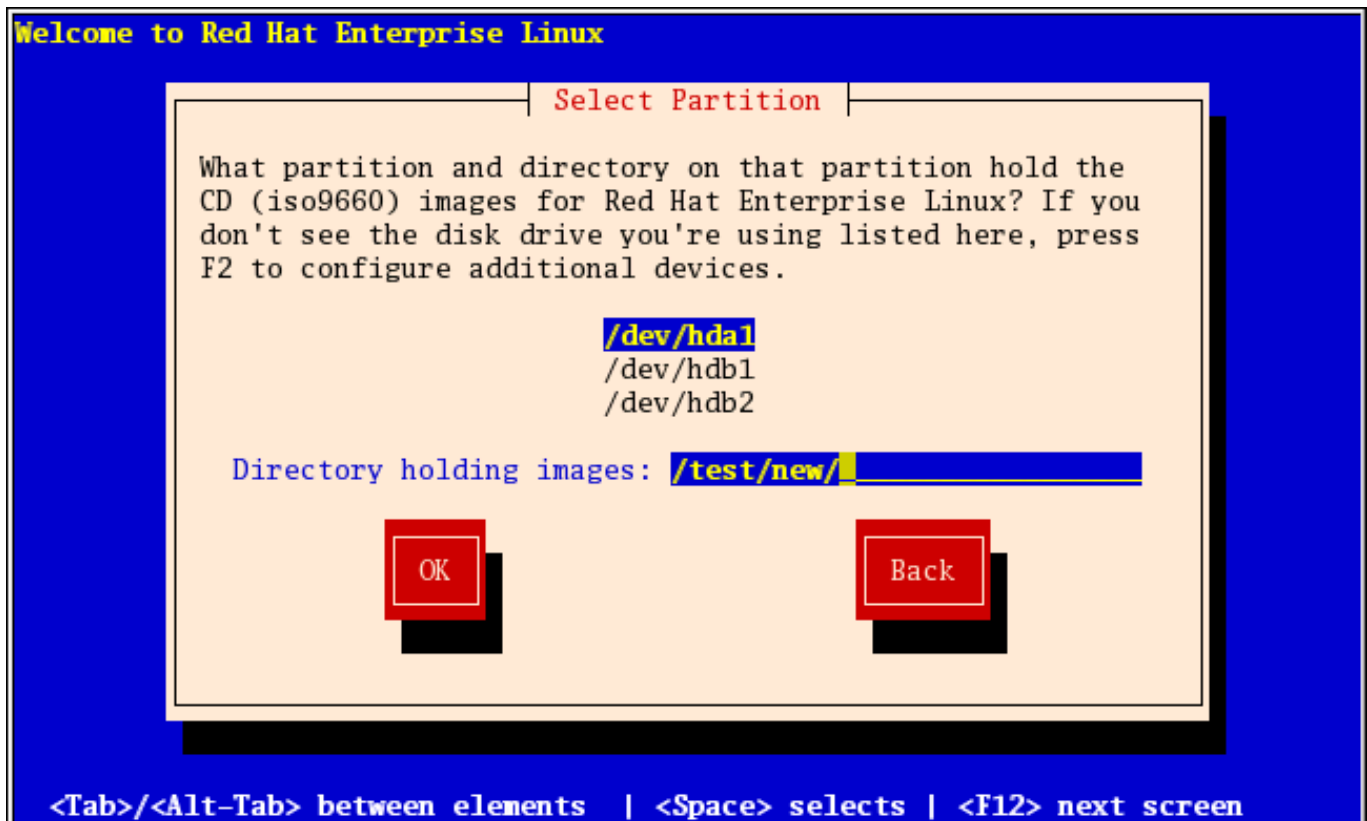 Welcome to Red Hat Enterprise Linux
Select Partition
What partition and directory on that partition hold the
CD (iso9660) images for Red Hat Enterprise Linux? If you
don't see the disk drive you're using listed here, press
F2 to configure additional devices.
/dev/hda1
/dev/hdb1
/dev/hdb2
Directory holding images: /test/new/
OK Back
<Tab>/<Alt-Tab> between elements | <Space> selects | <F12> next screen